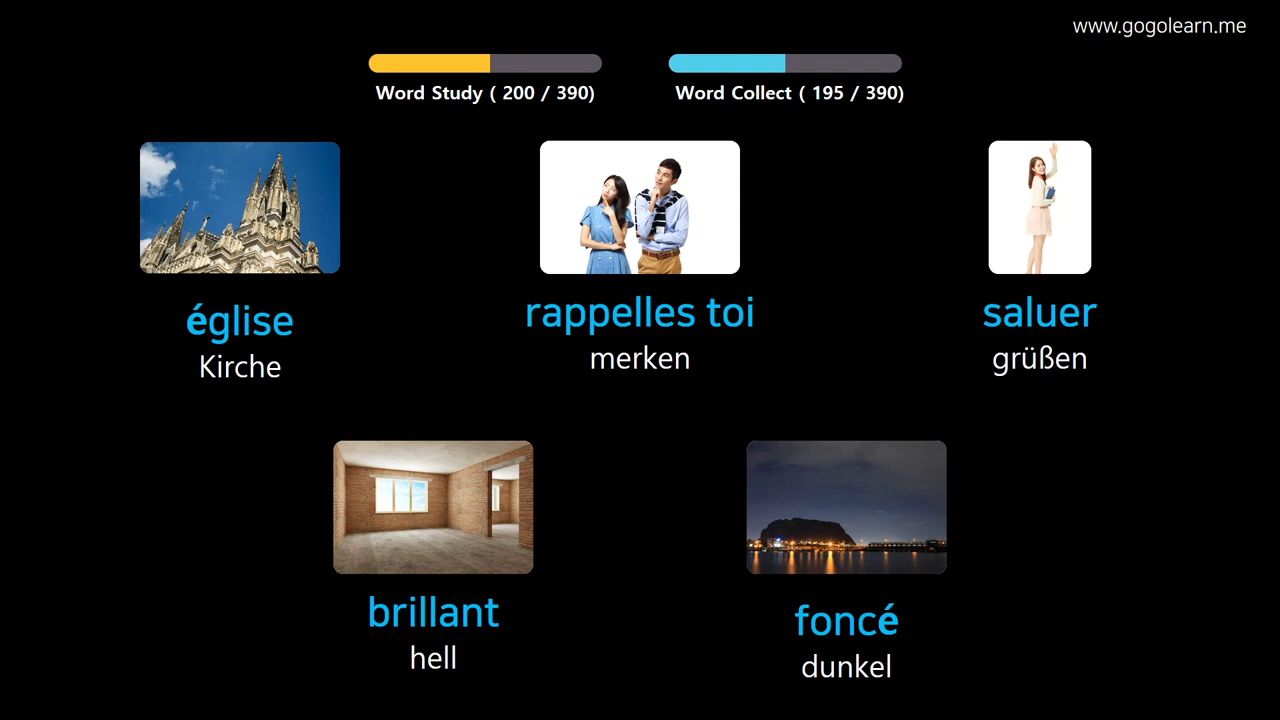 www.gogolearn.me
Word Study ( 200 / 390)
Word Collect ( 195 / 390)
église
Kirche
rappelles toi
merken
saluer
grüßen
brillant
hell
foncé
dunkel